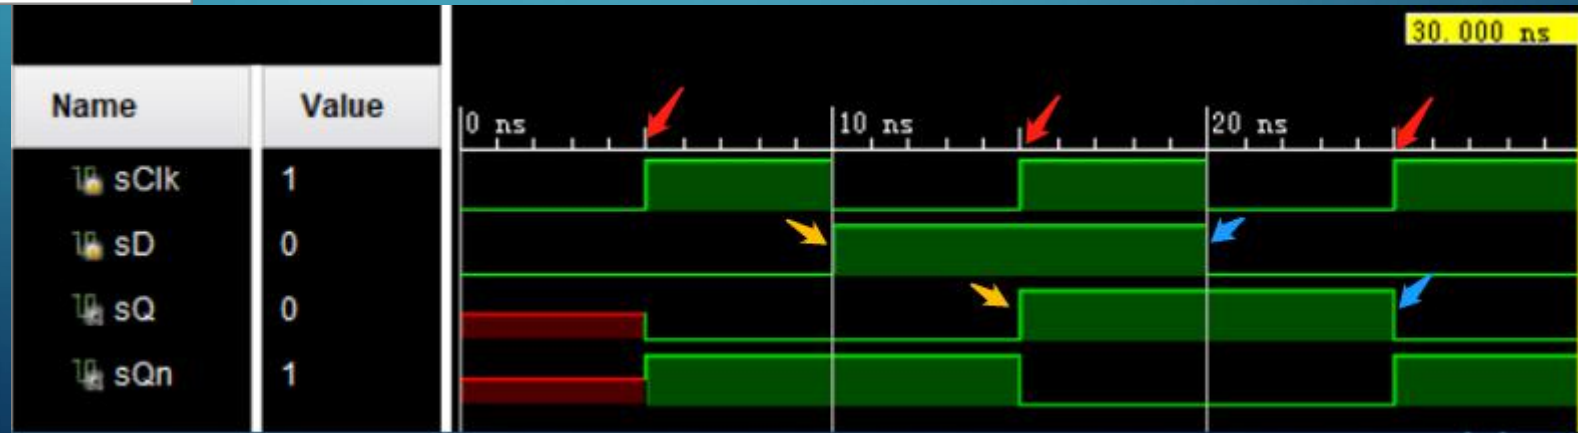 30.000 ns
Name Value
0 ns 10 ns 20 ns
sClk 1
sD 0
sQ 0
sQn 1